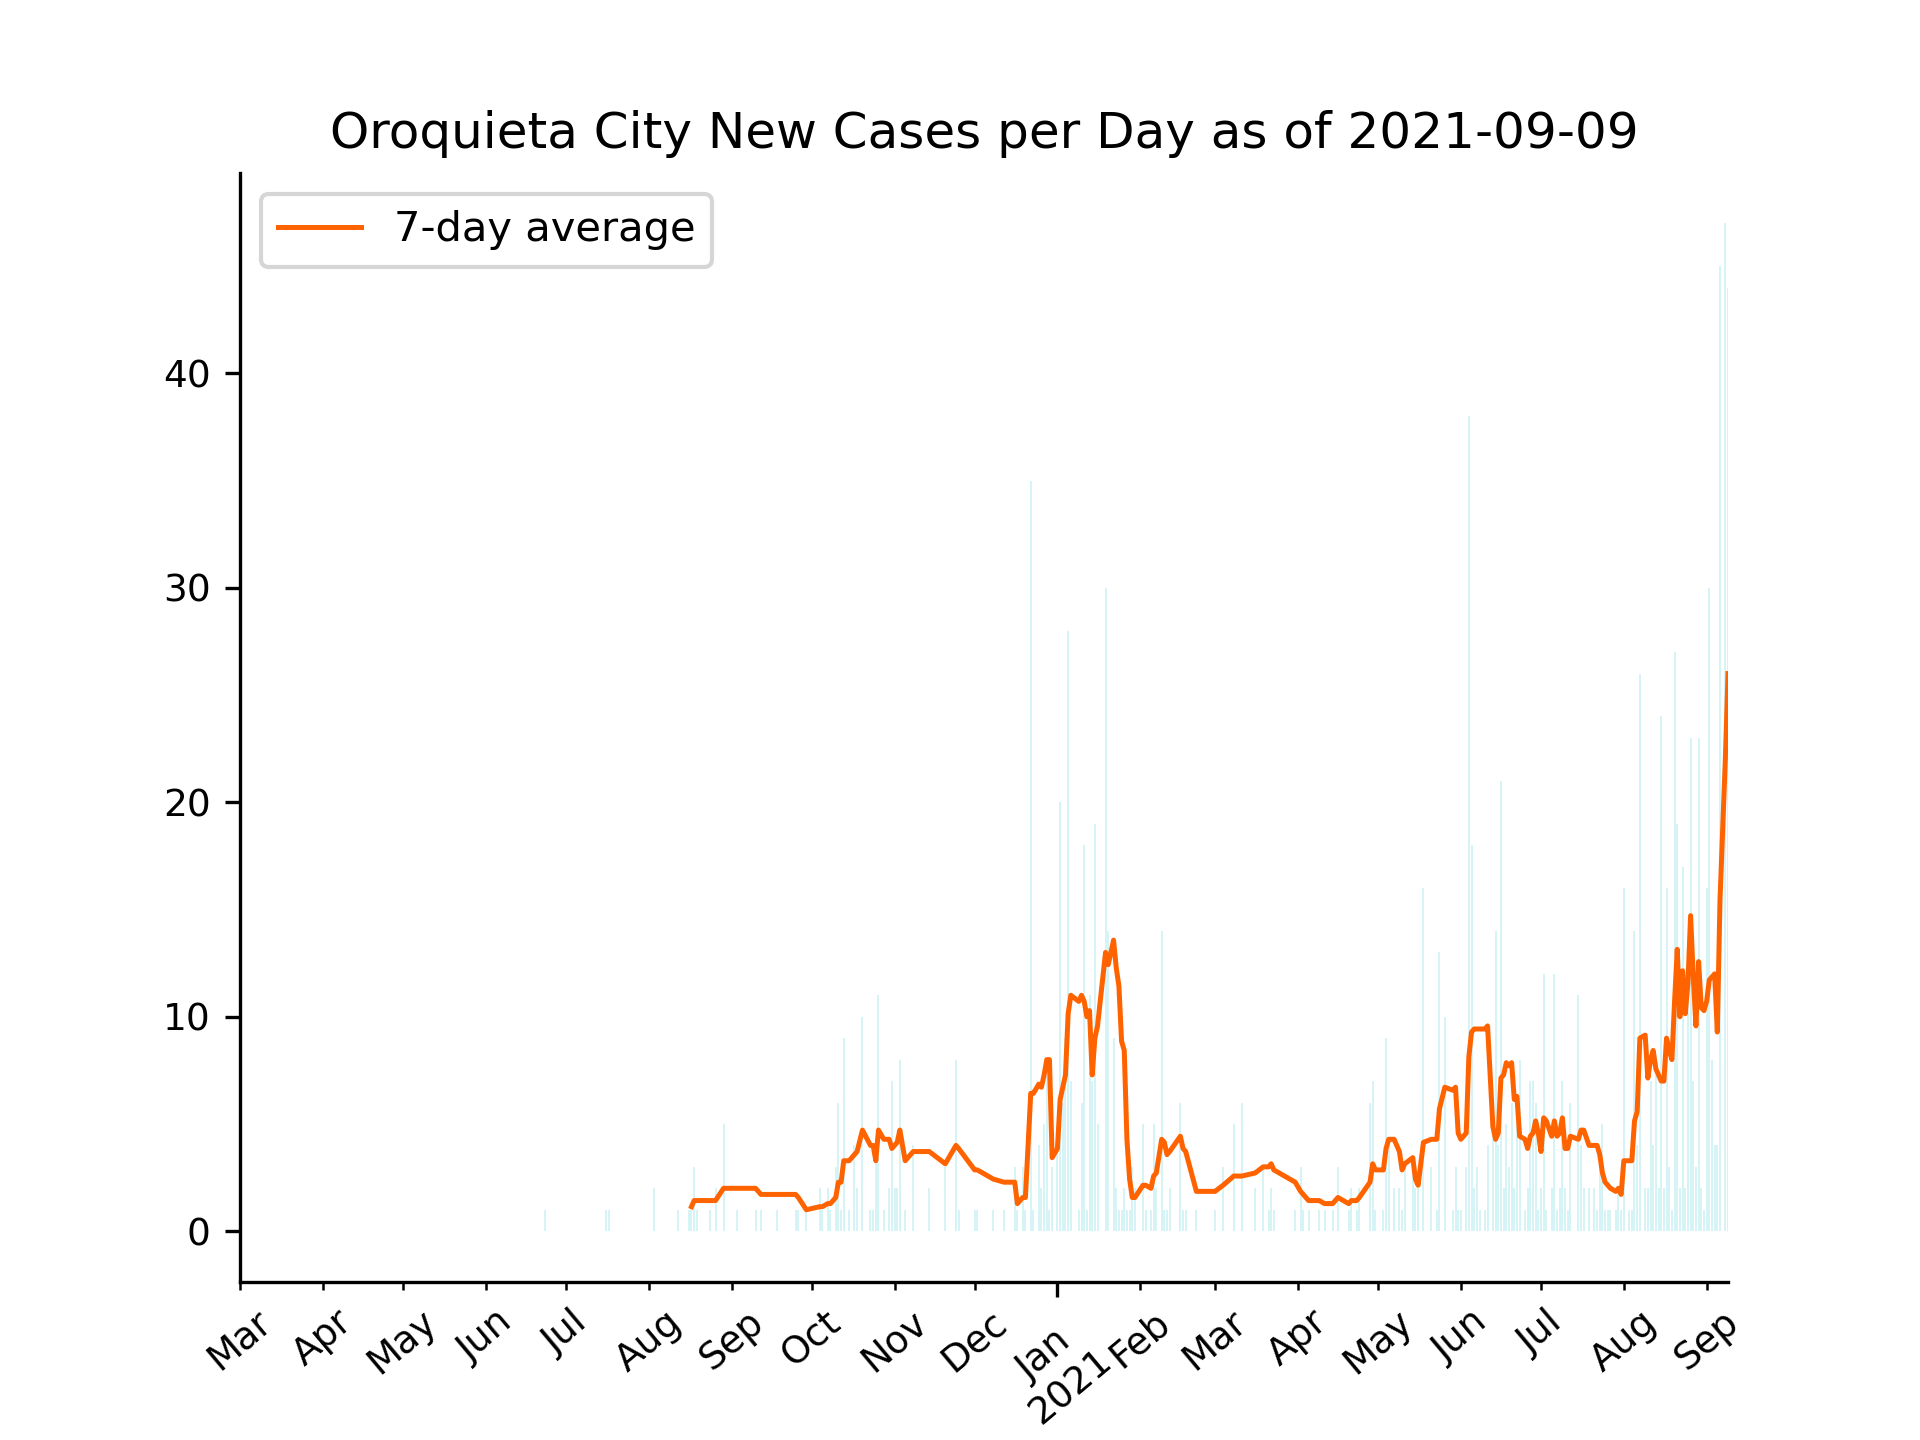 Oroquieta City New Cases per Day as of 2021-09-09
7-day average
40
30
20
10
0
Mar Apr May Jun Jul Aug Sep Oct Nov Dec Jan Feb Mar Apr May Jun Jul Aug Sep
2021